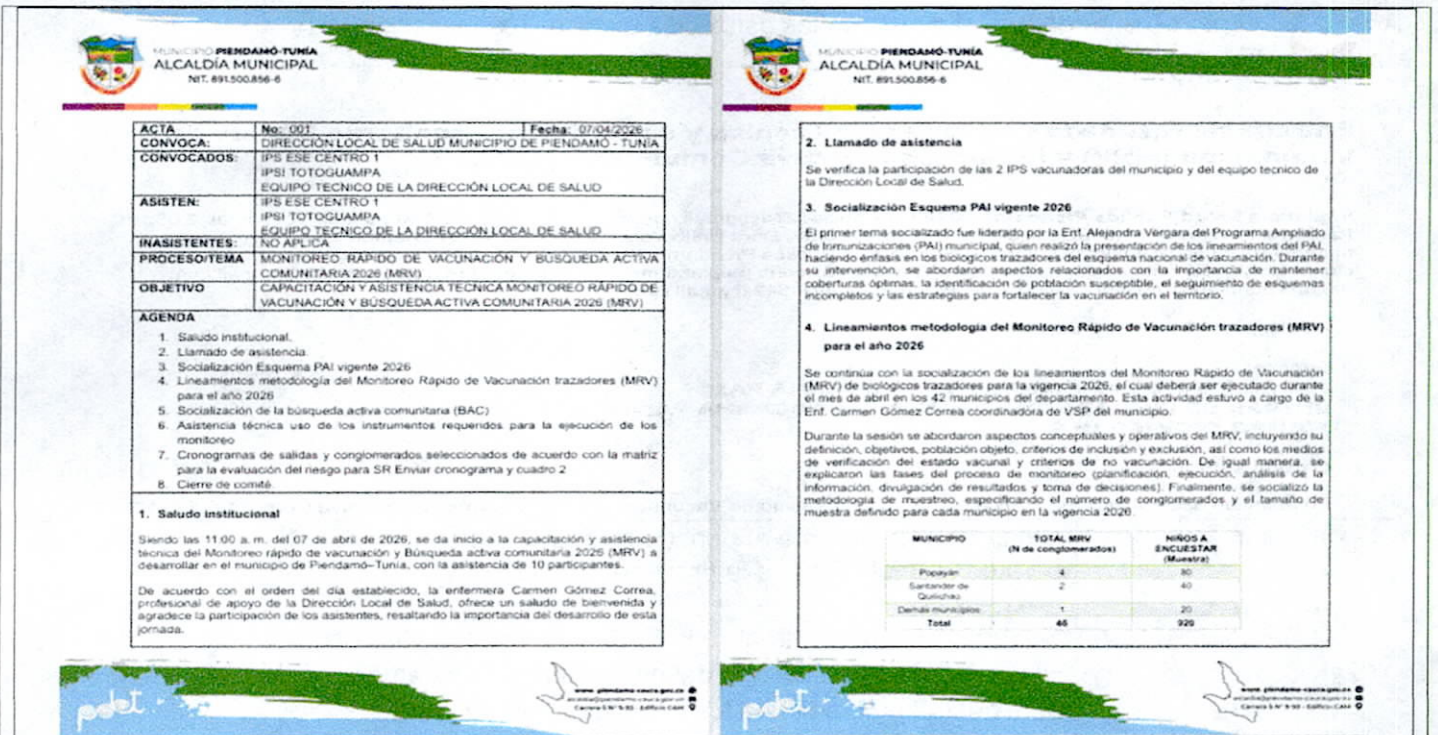 MUNICIPIO PIENDAMÓ-TUNÍA
ALCALDÍA MUNICIPAL
NIT. 891.500.856-6
ACTA No: 001 Fecha: 07/04/2026
CONVOCA: DIRECCIÓN LOCAL DE SALUD MUNICIPIO DE PIENDAMÓ - TUNÍA
CONVOCADOS: IPS ESE CENTRO 1
IPSI TOTOGUAMPA
EQUIPO TECNICO DE LA DIRECCIÓN LOCAL DE SALUD
ASISTEN: IPS ESE CENTRO 1
IPSI TOTOGUAMPA
EQUIPO TECNICO DE LA DIRECCIÓN LOCAL DE SALUD
INASISTENTES: NO APLICA
PROCESO/TEMA MONITOREO RÁPIDO DE VACUNACIÓN Y BÚSQUEDA ACTIVA
COMUNITARIA 2026 (MRV)
OBJETIVO CAPACITACIÓN Y ASISTENCIA TECNICA MONITOREO RÁPIDO DE
VACUNACIÓN Y BÚSQUEDA ACTIVA COMUNITARIA 2026 (MRV)
AGENDA
1. Saludo institucional.
2. Llamado de asistencia.
3. Socialización Esquema PAI vigente 2026
4. Lineamientos metodología del Monitoreo Rápido de Vacunación trazadores (MRV)
para el año 2026
5. Socialización de la búsqueda activa comunitaria (BAC)
6. Asistencia técnica uso de los instrumentos requeridos para la ejecución de los
monitoreo
7. Cronogramas de salidas y conglomerados seleccionados de acuerdo con la matriz
para la evaluación del riesgo para SR Enviar cronograma y cuadro 2
8. Cierre de comité.
1. Saludo institucional
Siendo las 11:00 a. m. del 07 de abril de 2026, se da inicio a la capacitación y asistencia
técnica del Monitoreo rápido de vacunación y Búsqueda activa comunitaria 2026 (MRV) a
desarrollar en el municipio de Piendamó–Tunía, con la asistencia de 10 participantes.
De acuerdo con el orden del día establecido, la enfermera Carmen Gómez Correa,
profesional de apoyo de la Dirección Local de Salud, ofrece un saludo de bienvenida y
agradece la participación de los asistentes, resaltando la importancia del desarrollo de esta
jornada.
pdet
www.piendamo-cauca.gov.co
alcaldia@piendamo-cauca.gov.co
MUNICIPIO PIENDAMÓ-TUNÍA
ALCALDÍA MUNICIPAL
NIT. 891.500.856-6
2. Llamado de asistencia
Se verifica la participación de las 2 IPS vacunadoras del municipio y del equipo tecnico de
la Dirección Local de Salud.
3. Socialización Esquema PAI vigente 2026
El primer tema socializado fue liderado por la Enf. Alejandra Vergara del Programa Ampliado
de Inmunizaciones (PAI) municipal, quien realizó la presentación de los lineamientos del PAI,
haciendo énfasis en los biológicos trazadores del esquema nacional de vacunación. Durante
su intervención, se abordaron aspectos relacionados con la importancia de mantener
coberturas óptimas, la identificación de población susceptible, el seguimiento de esquemas
incompletos y las estrategias para fortalecer la vacunación en el territorio.
4. Lineamientos metodología del Monitoreo Rápido de Vacunación trazadores (MRV)
para el año 2026
Se continúa con la socialización de los lineamientos del Monitoreo Rápido de Vacunación
(MRV) de biológicos trazadores para la vigencia 2026, el cual deberá ser ejecutado durante
el mes de abril en los 42 municipios del departamento. Esta actividad estuvo a cargo de la
Enf. Carmen Gómez Correa coordinadora de VSP del municipio.
Durante la sesión se abordaron aspectos conceptuales y operativos del MRV, incluyendo su
definición, objetivos, población objeto, criterios de inclusión y exclusión, así como los medios
de verificación del estado vacunal y criterios de no vacunación. De igual manera, se
explicaron las fases del proceso de monitoreo (planificación, ejecución, análisis de la
información, divulgación de resultados y toma de decisiones). Finalmente, se socializó la
metodología de muestreo, especificando el número de conglomerados y el tamaño de
muestra definido para cada municipio en la vigencia 2026.
MUNICIPIO TOTAL MRV (N de conglomerados) NIÑOS A ENCUESTAR (Muestra)
Popayán 4 80
Santander de Quilichao 2 40
Demás municipios 1 20
Total 46 920
pdet
www.piendamo-cauca.gov.co
alcaldia@piendamo-cauca.gov.co